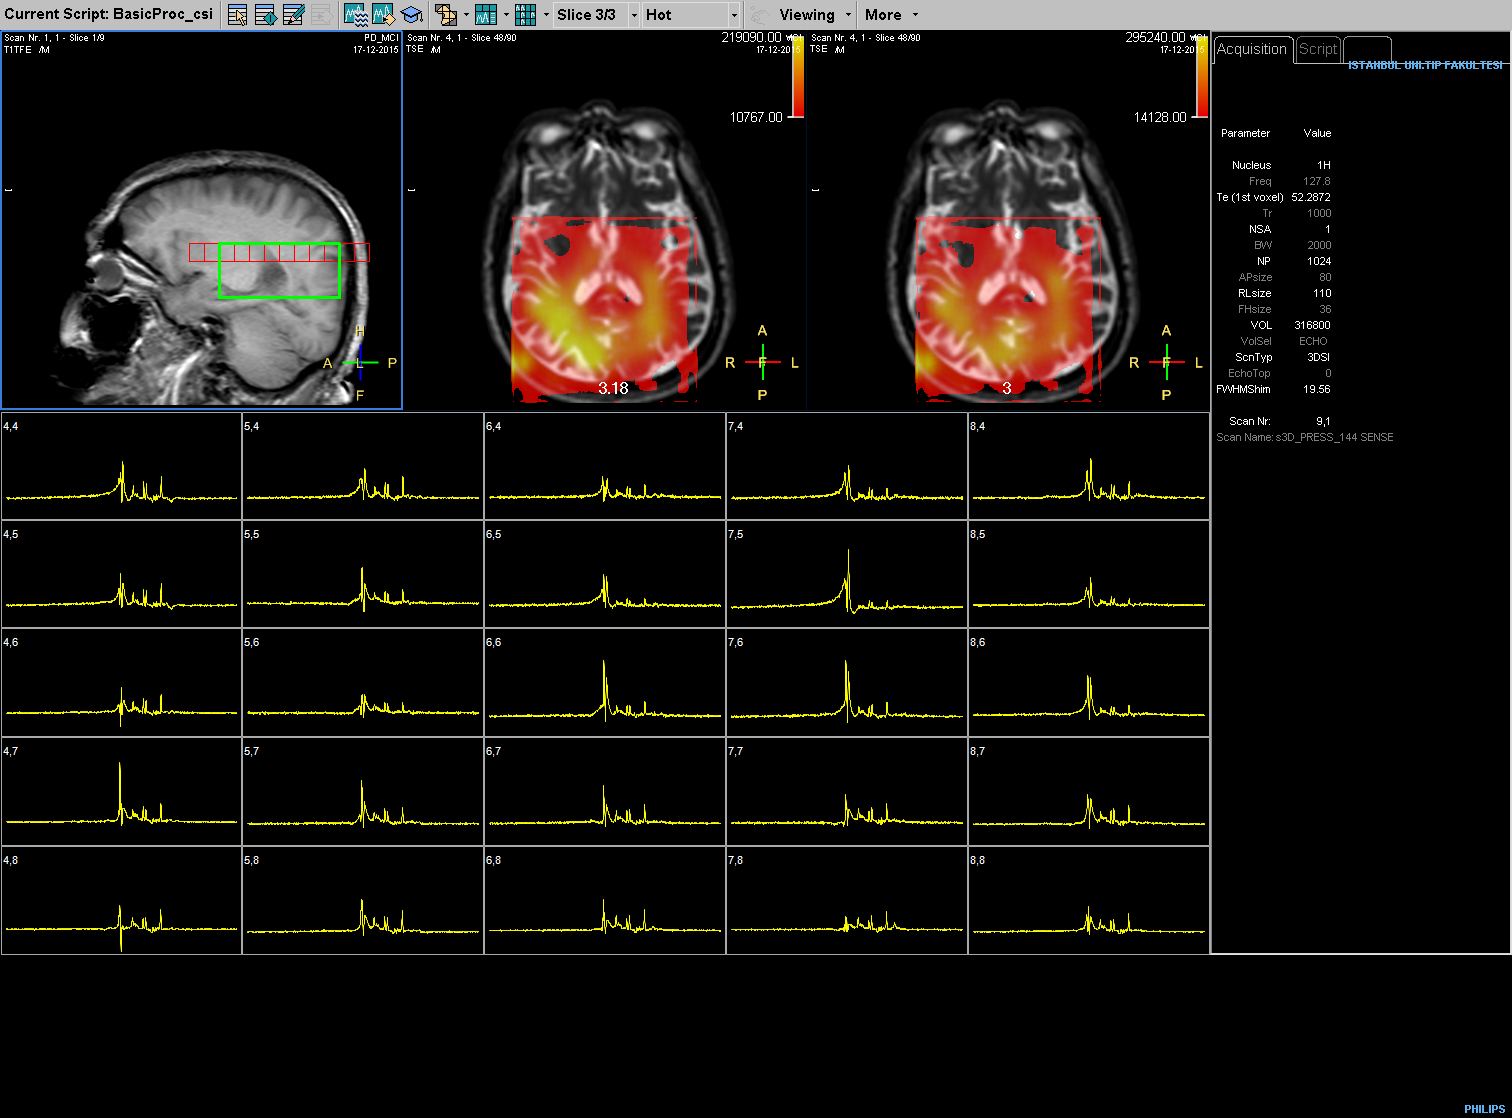 Current Script: BasicProc_csi
Slice 3/3
Hot
Viewing
More
Scan Nr. 1, 1 - Slice 1/9
PD_MCI
T1TFE /M
17-12-2015
H
A L P
F
Scan Nr. 4, 1 - Slice 48/90
219090.00
TSE /M
17-12-2015
10767.00
A
R F L
P
3.18
Scan Nr. 4, 1 - Slice 48/90
295240.00
TSE /M
17-12-2015
14128.00
A
R F L
P
3
Acquisition
Script
ISTANBUL UNI.TIP FAKULTESI
Parameter Value
Nucleus 1H
Freq 127.8
Te (1st voxel) 52.2872
Tr 1000
NSA 1
BW 2000
NP 1024
APsize 80
RLsize 110
FHsize 36
VOL 316800
VolSel ECHO
ScnTyp 3DSI
EchoTop 0
FWHMShim 19.56
Scan Nr: 9,1
Scan Name: s3D_PRESS_144 SENSE
4,4 5,4 6,4 7,4 8,4
4,5 5,5 6,5 7,5 8,5
4,6 5,6 6,6 7,6 8,6
4,7 5,7 6,7 7,7 8,7
4,8 5,8 6,8 7,8 8,8
PHILIPS